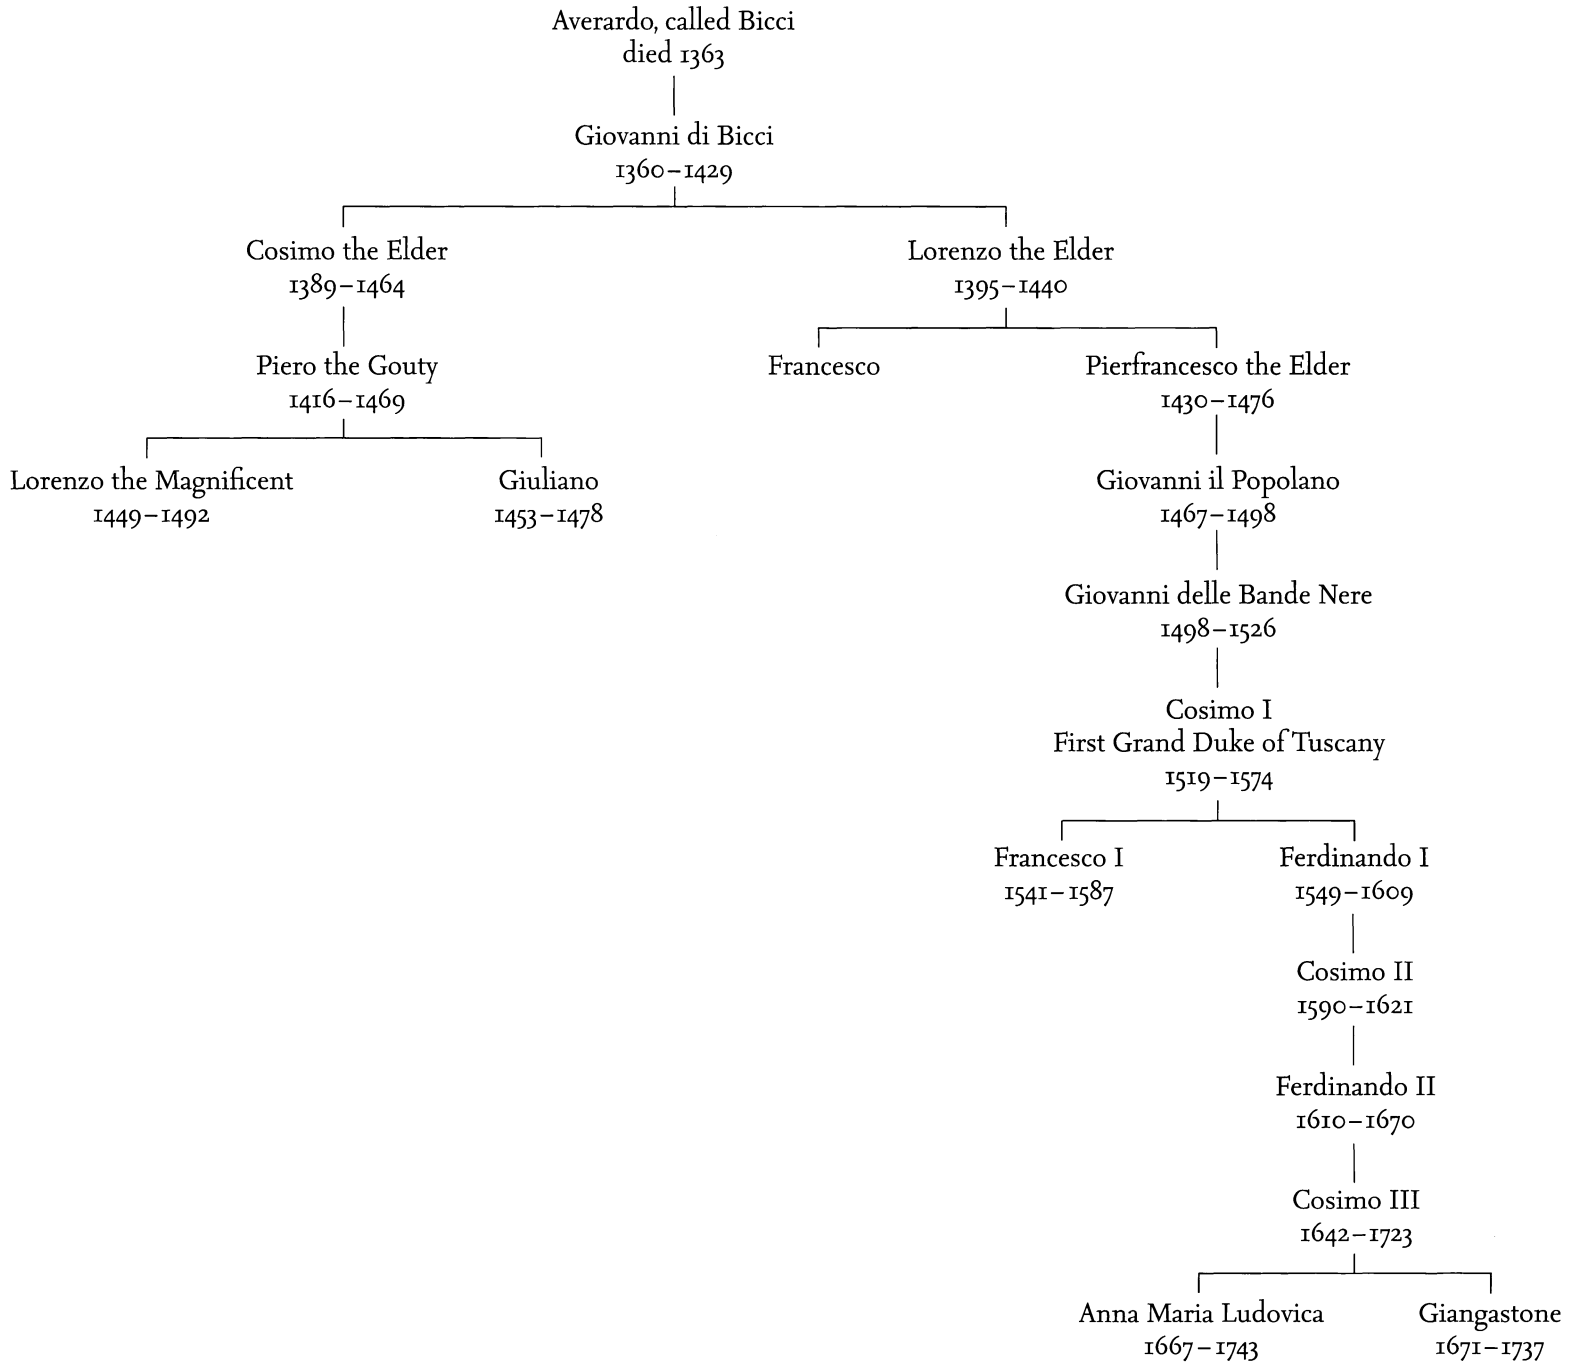 Averardo, called Bicci
died 1363
Giovanni di Bicci
1360–1429
Cosimo the Elder
1389–1464
Lorenzo the Elder
1395–1440
Piero the Gouty
1416–1469
Francesco
Pierfrancesco the Elder
1430–1476
Lorenzo the Magnificent
1449–1492
Giuliano
1453–1478
Giovanni il Popolano
1467–1498
Giovanni delle Bande Nere
1498–1526
Cosimo I
First Grand Duke of Tuscany
1519–1574
Francesco I
1541–1587
Ferdinando I
1549–1609
Cosimo II
1590–1621
Ferdinando II
1610–1670
Cosimo III
1642–1723
Anna Maria Ludovica
1667–1743
Giangastone
1671–1737